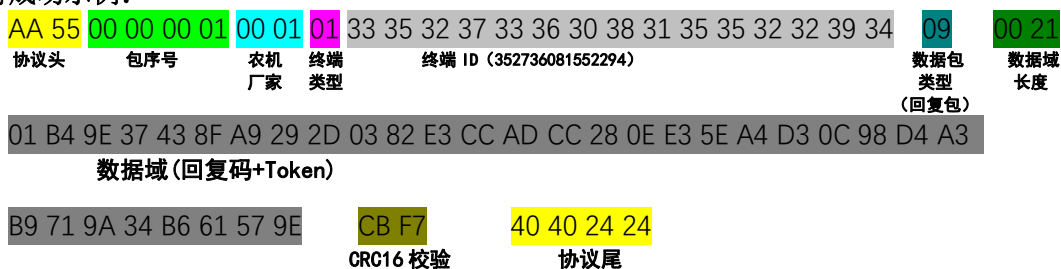 AA 55 00 00 00 01 00 01 01 33 35 32 37 33 36 30 38 31 35 35 32 32 39 34 09 00 21
协议头 包序号 农机厂家 终端类型 终端 ID（352736081552294） 数据包类型（回复包） 数据域长度
01 B4 9E 37 43 8F A9 29 2D 03 82 E3 CC AD CC 28 0E E3 5E A4 D3 0C 98 D4 A3
数据域(回复码+Token)
B9 71 9A 34 B6 61 57 9E CB F7 40 40 24 24
CRC16 校验 协议尾